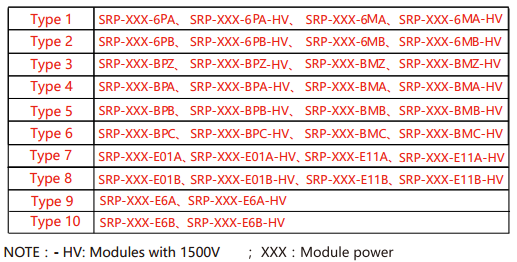 Type 1 SRP-XXX-6PA、 SRP-XXX-6PA-HV、 SRP-XXX-6MA、 SRP-XXX-6MA-HV
Type 2 SRP-XXX-6PB、 SRP-XXX-6PB-HV、 SRP-XXX-6MB、 SRP-XXX-6MB-HV
Type 3 SRP-XXX-BPZ、 SRP-XXX-BPZ-HV、 SRP-XXX-BMZ、 SRP-XXX-BMZ-HV
Type 4 SRP-XXX-BPA、 SRP-XXX-BPA-HV、 SRP-XXX-BMA、 SRP-XXX-BMA-HV
Type 5 SRP-XXX-BPB、 SRP-XXX-BPB-HV、 SRP-XXX-BMB、 SRP-XXX-BMB-HV
Type 6 SRP-XXX-BPC、 SRP-XXX-BPC-HV、 SRP-XXX-BMC、 SRP-XXX-BMC-HV
Type 7 SRP-XXX-E01A、SRP-XXX-E01A-HV、SRP-XXX-E11A、SRP-XXX-E11A-HV
Type 8 SRP-XXX-E01B、SRP-XXX-E01B-HV、SRP-XXX-E11B、SRP-XXX-E11B-HV
Type 9 SRP-XXX-E6A、SRP-XXX-E6A-HV
Type 10 SRP-XXX-E6B、SRP-XXX-E6B-HV
NOTE：- HV: Modules with 1500V ；XXX：Module power